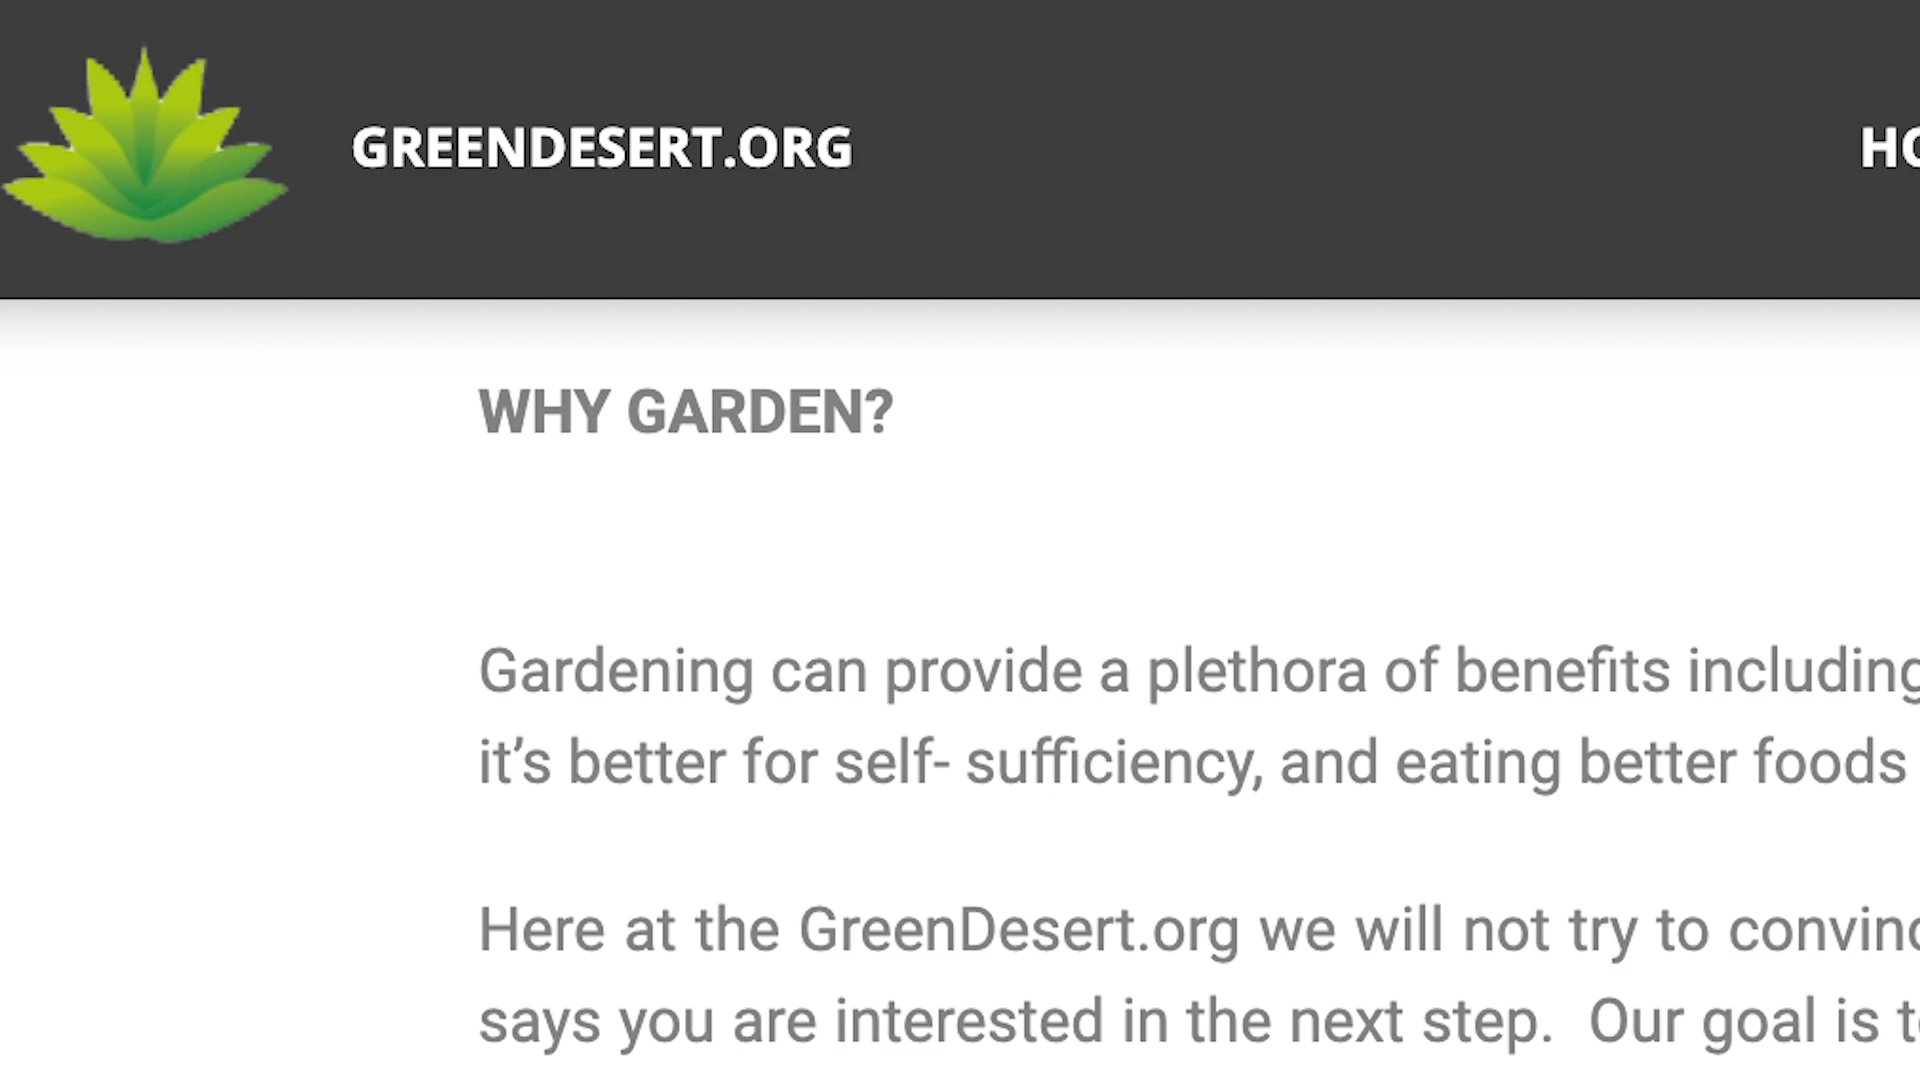 GREENDESERT.ORG
WHY GARDEN?
Gardening can provide a plethora of benefits including
it’s better for self- sufficiency, and eating better foods
Here at the GreenDesert.org we will not try to
says you are interested in the next step.  Our goal is